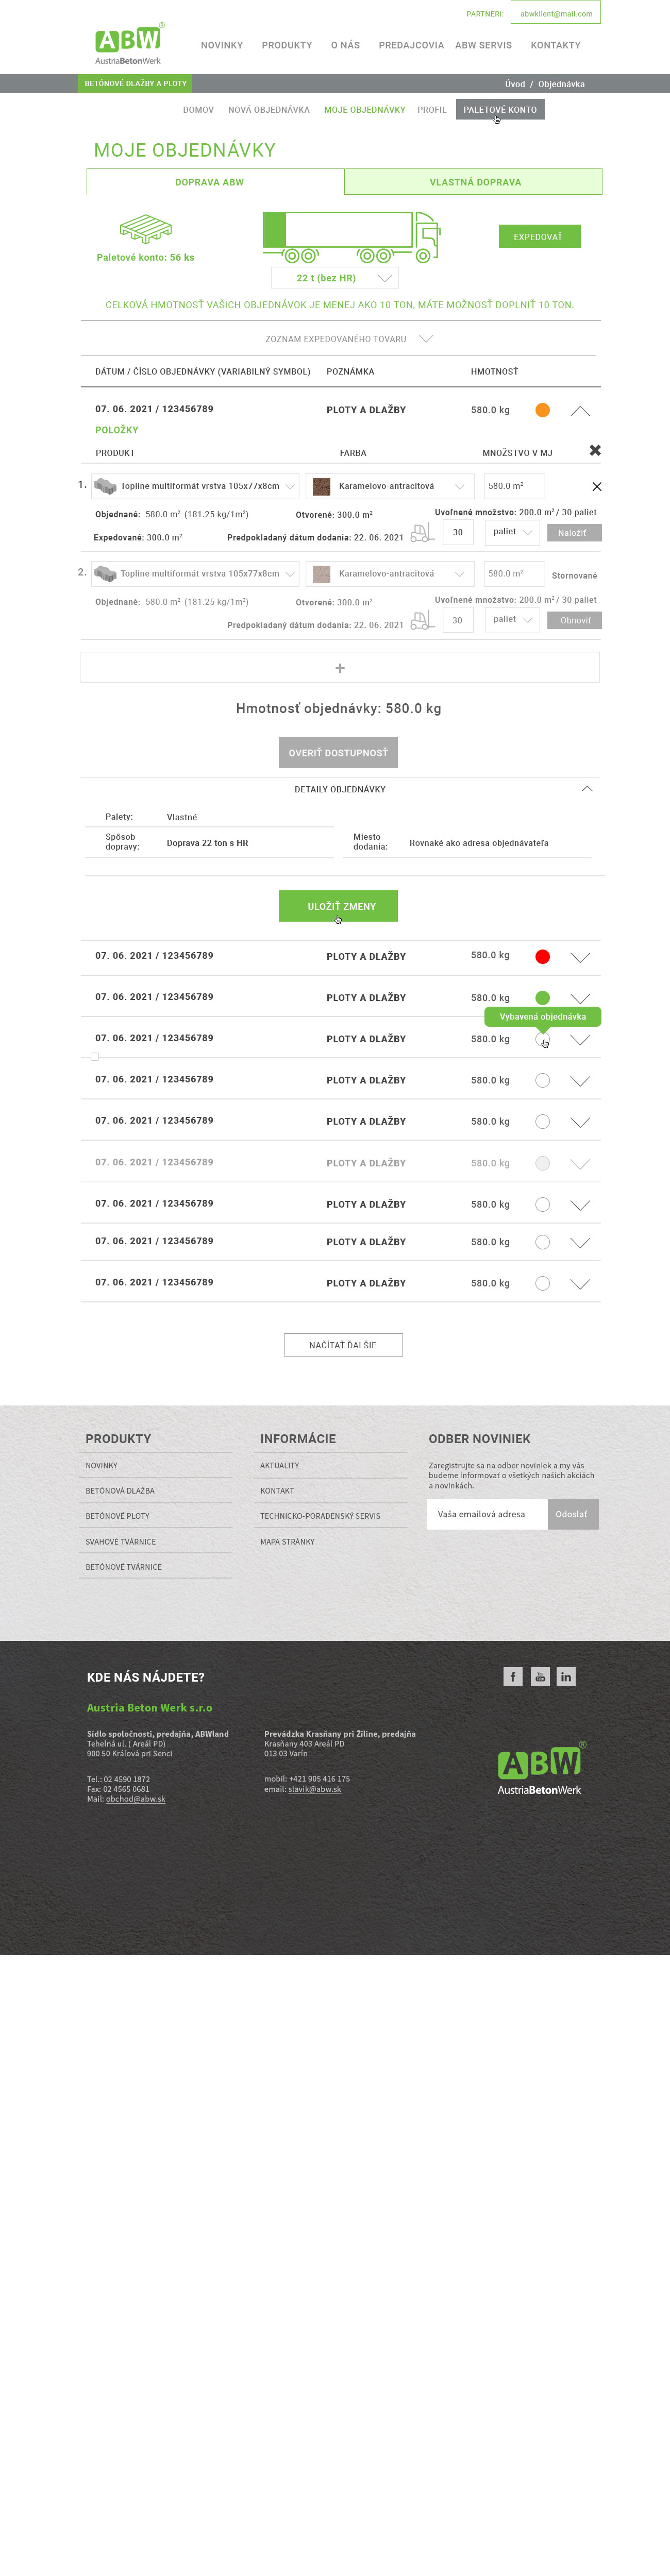 PARTNERI:
abwklient@mail.com
ABW®
AustriaBetonWerk
NOVINKY PRODUKTY O NÁS PREDAJCOVIA ABW SERVIS KONTAKTY
BETÓNOVÉ DLAŽBY A PLOTY
Úvod / Objednávka
DOMOV NOVÁ OBJEDNÁVKA MOJE OBJEDNÁVKY PROFIL PALETOVÉ KONTO
MOJE OBJEDNÁVKY
DOPRAVA ABW
VLASTNÁ DOPRAVA
EXPEDOVAŤ
Paletové konto: 56 ks
22 t (bez HR)
CELKOVÁ HMOTNOSŤ VAŠICH OBJEDNÁVOK JE MENEJ AKO 10 TON, MÁTE MOŽNOSŤ DOPLNIŤ 10 TON.
ZOZNAM EXPEDOVANÉHO TOVARU
DÁTUM / ČÍSLO OBJEDNÁVKY (VARIABILNÝ SYMBOL) POZNÁMKA HMOTNOSŤ
07. 06. 2021 / 123456789 PLOTY A DLAŽBY 580.0 kg
POLOŽKY
PRODUKT FARBA MNOŽSTVO V MJ
1. Topline multiformát vrstva 105x77x8cm Karamelovo-antracitová 580.0 m²
Objednané: 580.0 m² (181.25 kg/1m²) Otvorené: 300.0 m² Uvoľnené množstvo: 200.0 m² / 30 paliet
Expedované: 300.0 m² Predpokladaný dátum dodania: 22. 06. 2021 30 paliet Naložiť
2. Topline multiformát vrstva 105x77x8cm Karamelovo-antracitová 580.0 m² Stornované
Objednané: 580.0 m² (181.25 kg/1m²) Otvorené: 300.0 m² Uvoľnené množstvo: 200.0 m² / 30 paliet
Predpokladaný dátum dodania: 22. 06. 2021 30 paliet Obnoviť
+
Hmotnosť objednávky: 580.0 kg
OVERIŤ DOSTUPNOSŤ
DETAILY OBJEDNÁVKY
Palety: Vlastné
Spôsob dopravy: Doprava 22 ton s HR
Miesto dodania: Rovnaké ako adresa objednávateľa
ULOŽIŤ ZMENY
07. 06. 2021 / 123456789 PLOTY A DLAŽBY 580.0 kg
07. 06. 2021 / 123456789 PLOTY A DLAŽBY 580.0 kg
Vybavená objednávka
07. 06. 2021 / 123456789 PLOTY A DLAŽBY 580.0 kg
07. 06. 2021 / 123456789 PLOTY A DLAŽBY 580.0 kg
07. 06. 2021 / 123456789 PLOTY A DLAŽBY 580.0 kg
07. 06. 2021 / 123456789 PLOTY A DLAŽBY 580.0 kg
07. 06. 2021 / 123456789 PLOTY A DLAŽBY 580.0 kg
07. 06. 2021 / 123456789 PLOTY A DLAŽBY 580.0 kg
07. 06. 2021 / 123456789 PLOTY A DLAŽBY 580.0 kg
NAČÍTAŤ ĎALŠIE
PRODUKTY
NOVINKY
BETÓNOVÁ DLAŽBA
BETÓNOVÉ PLOTY
SVAHOVÉ TVÁRNICE
BETÓNOVÉ TVÁRNICE
INFORMÁCIE
AKTUALITY
KONTAKT
TECHNICKO-PORADENSKÝ SERVIS
MAPA STRÁNKY
ODBER NOVINIEK
Zaregistrujte sa na odber noviniek a my vás
budeme informovať o všetkých našich akciách
a novinkách.
Vaša emailová adresa Odoslať
KDE NÁS NÁJDETE?
Austria Beton Werk s.r.o
Sídlo spoločnosti, predajňa, ABWland
Tehelná ul. ( Areál PD)
900 50 Kráľová pri Senci
Tel.: 02 4590 1872
Fax: 02 4565 0681
Mail: obchod@abw.sk
Prevádzka Krasňany pri Žiline, predajňa
Krasňany 403 Areál PD
013 03 Varín
mobil: +421 905 416 175
email: slavik@abw.sk
f You Tube in
ABW®
AustriaBetonWerk